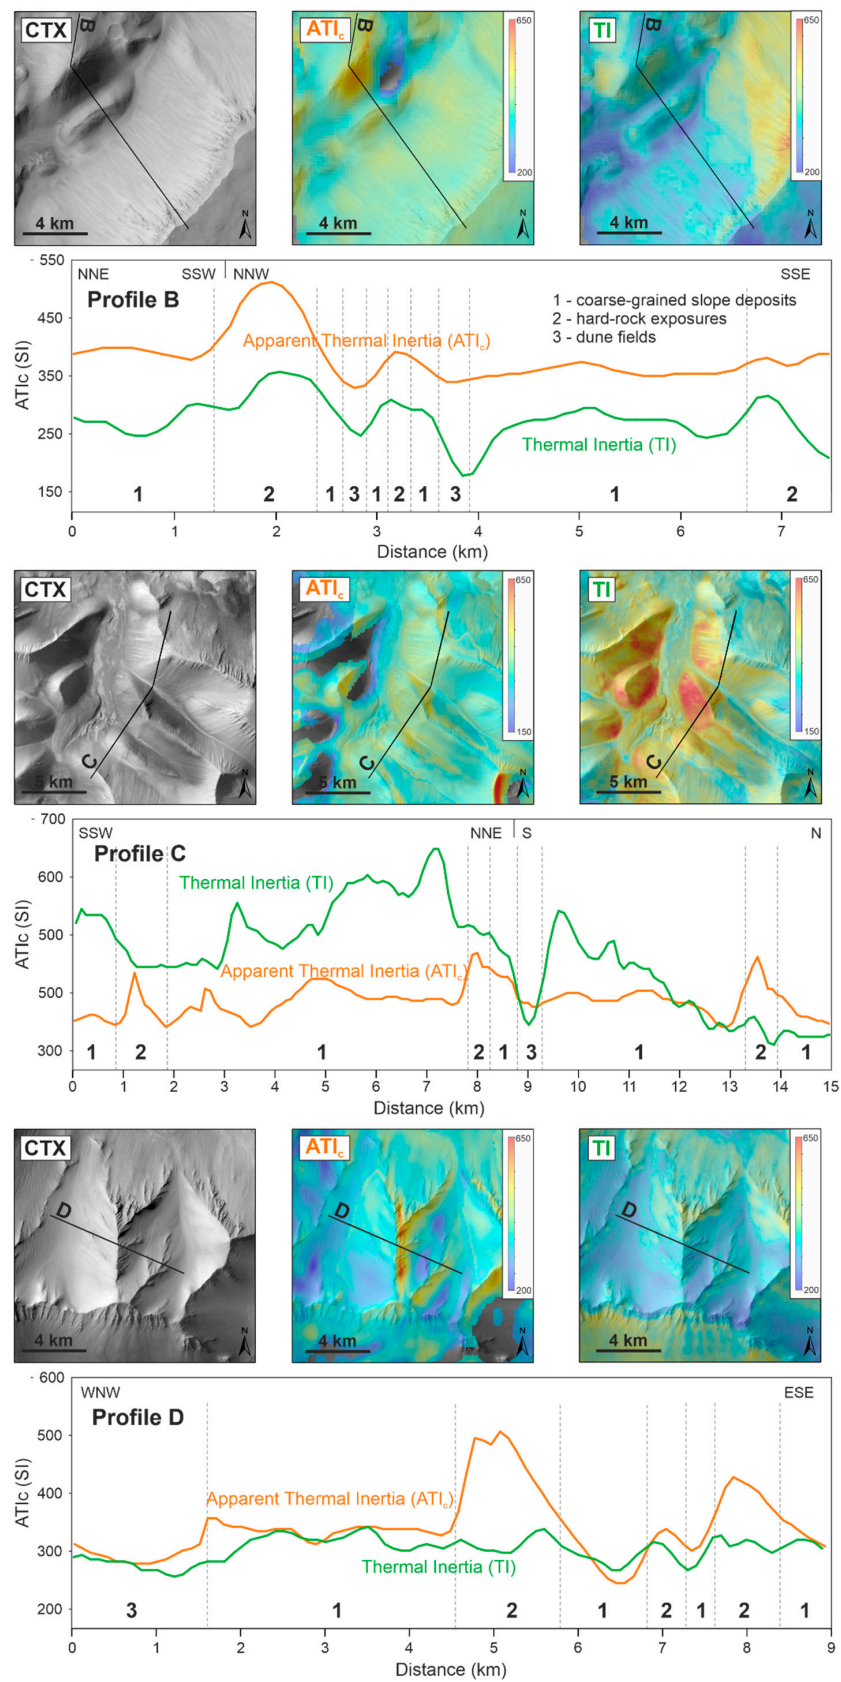 CTX
B
4 km
N
ATIc
B
650
200
4 km
N
TI
B
650
200
4 km
N
550
450
350
250
150
ATIc (SI)
NNE
SSW
NNW
SSE
Profile B
1 - coarse-grained slope deposits
2 - hard-rock exposures
3 - dune fields
Apparent Thermal Inertia (ATIc)
Thermal Inertia (TI)
1 2 1 3 1 2 1 3 1 2
0 1 2 3 4 5 6 7
Distance (km)
CTX
C
5 km
N
ATIc
C
650
150
5 km
N
TI
C
650
150
5 km
N
700
600
500
500
300
ATIc (SI)
SSW
NNE
S
N
Profile C
Thermal Inertia (TI)
Apparent Thermal Inertia (ATIc)
1 2 1 2 1 3 1 2 1
0 1 2 3 4 5 6 7 8 9 10 11 12 13 14 15
Distance (km)
CTX
D
4 km
N
ATIc
D
650
200
4 km
N
TI
D
650
200
4 km
N
600
500
400
300
200
ATIc (SI)
WNW
ESE
Profile D
Apparent Thermal Inertia (ATIc)
Thermal Inertia (TI)
3 1 2 1 2 1 2 1
0 1 2 3 4 5 6 7 8 9
Distance (km)